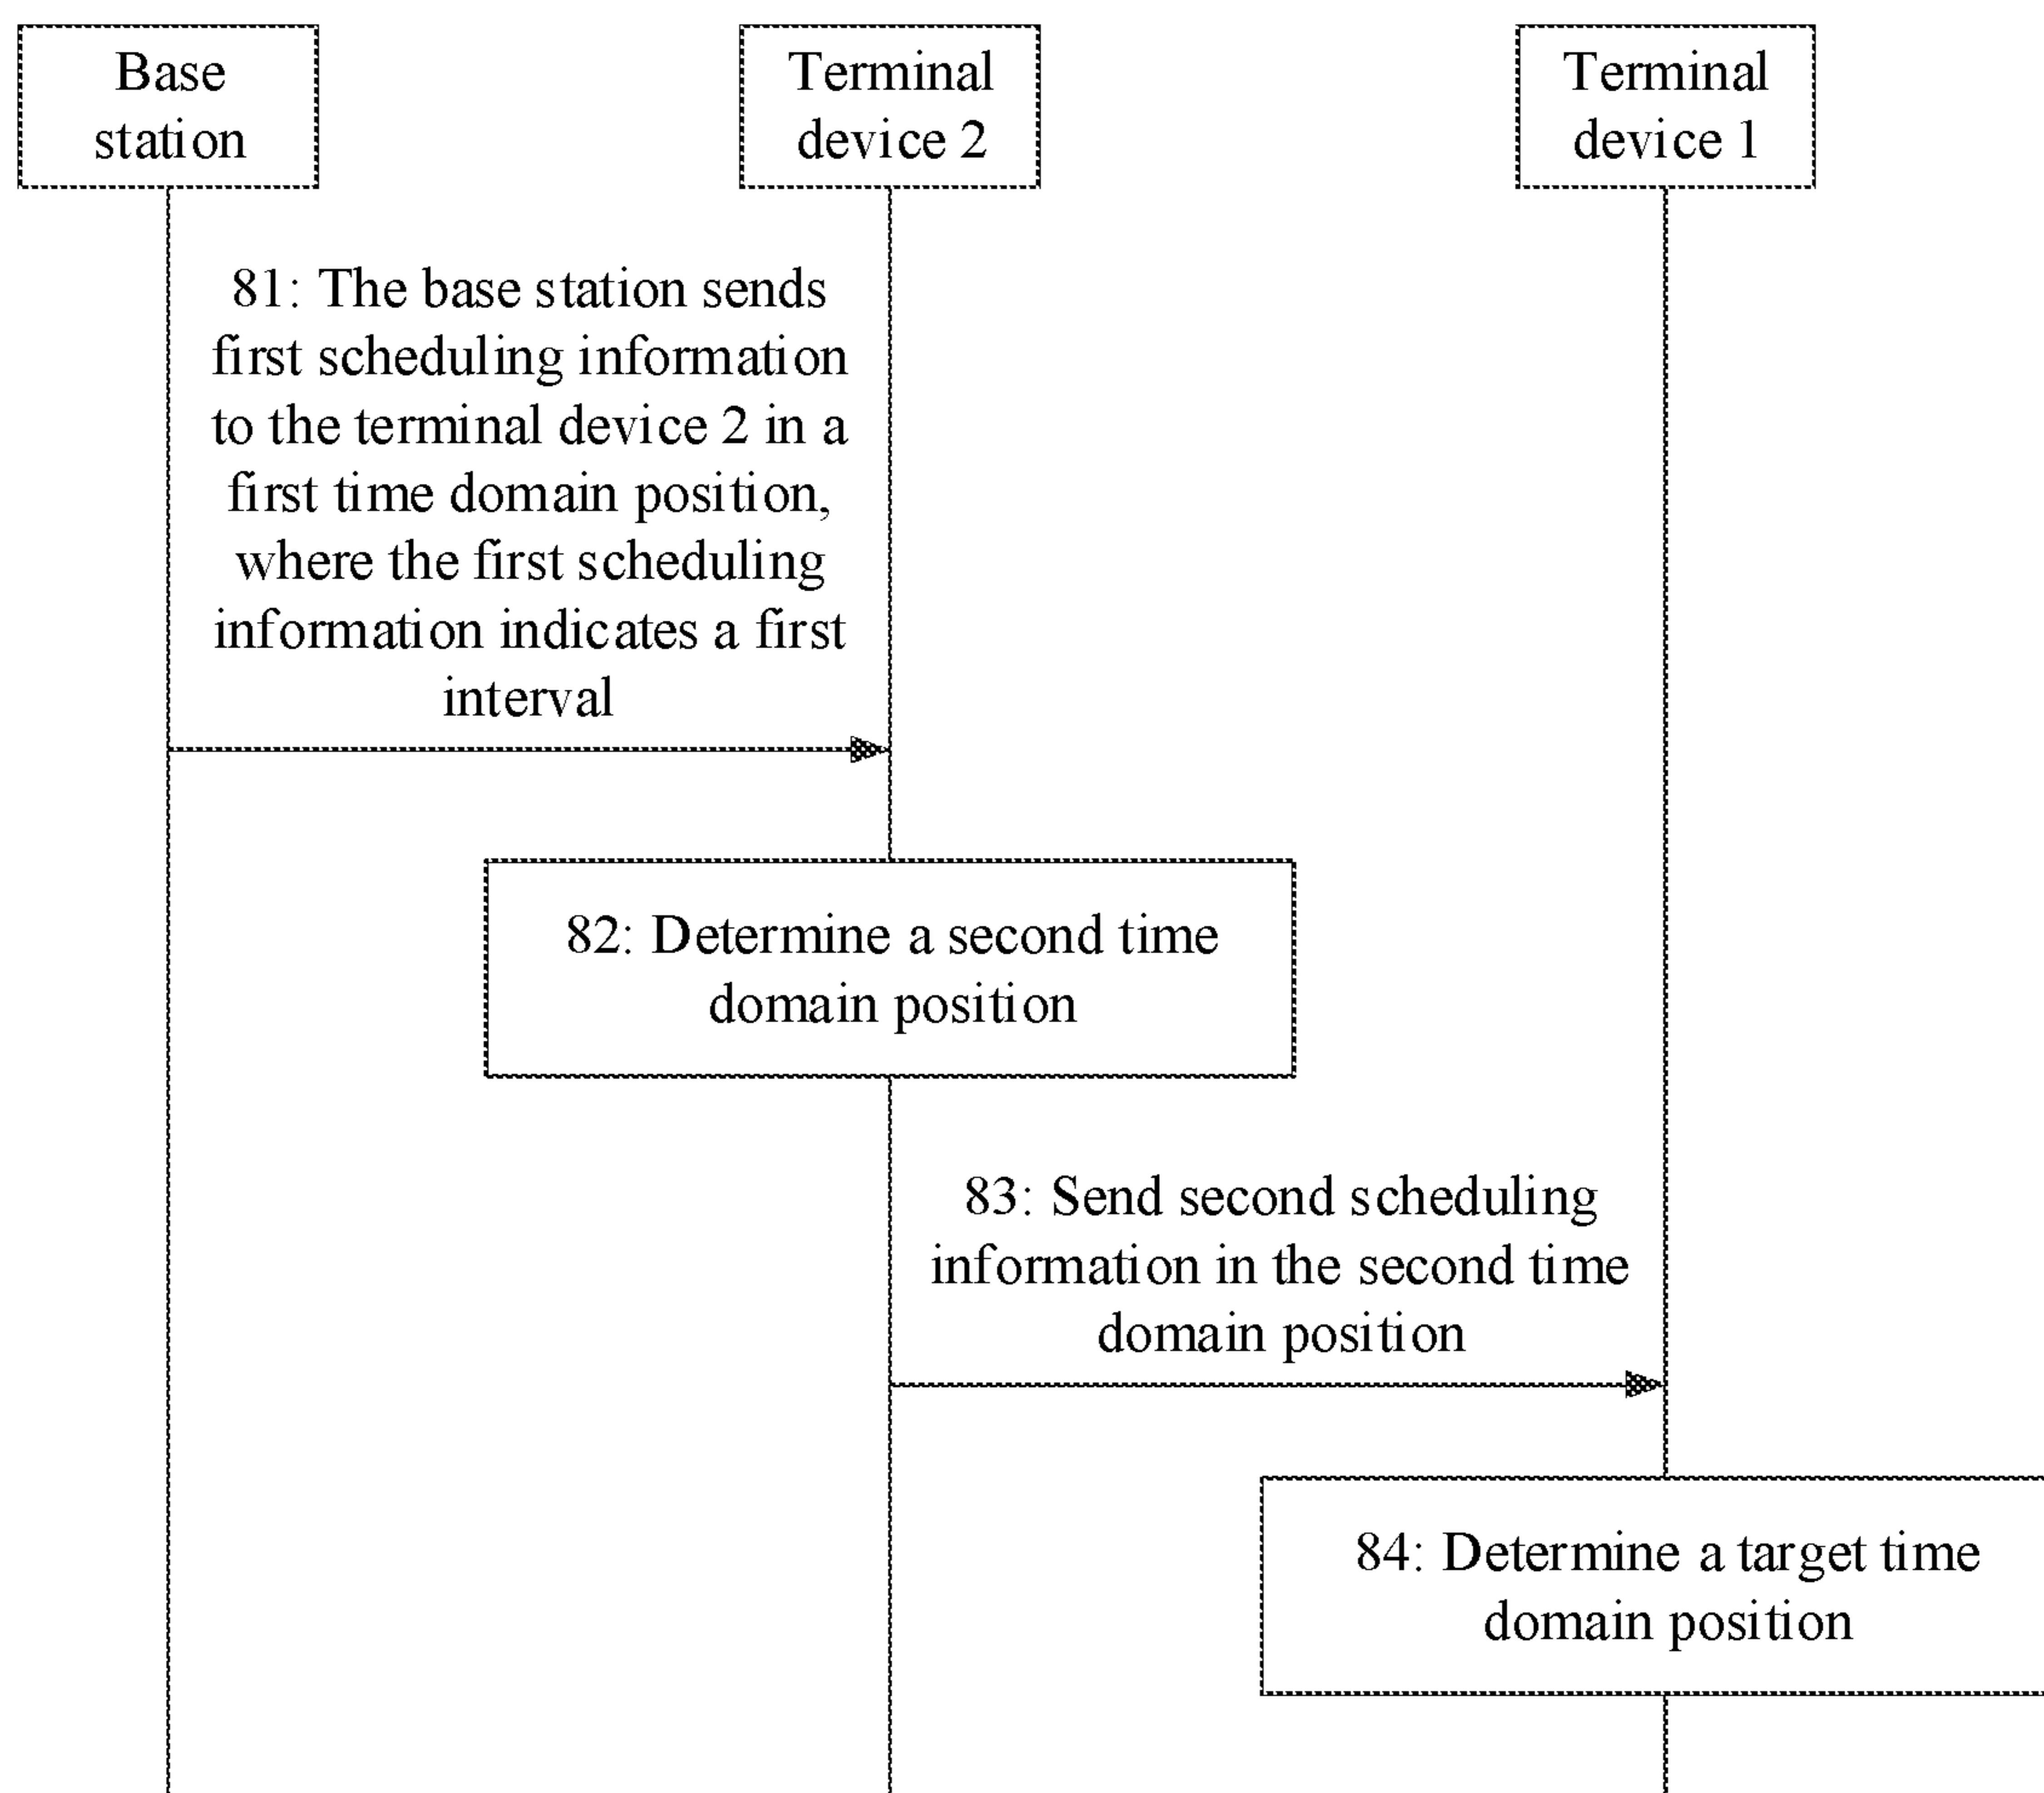 Base
station
Terminal
device 2
Terminal
device 1
81: The base station sends
first scheduling information
to the terminal device 2 in a
first time domain position,
where the first scheduling
information indicates a first
interval
82: Determine a second time
domain position
83: Send second scheduling
information in the second time
domain position
84: Determine a target time
domain position